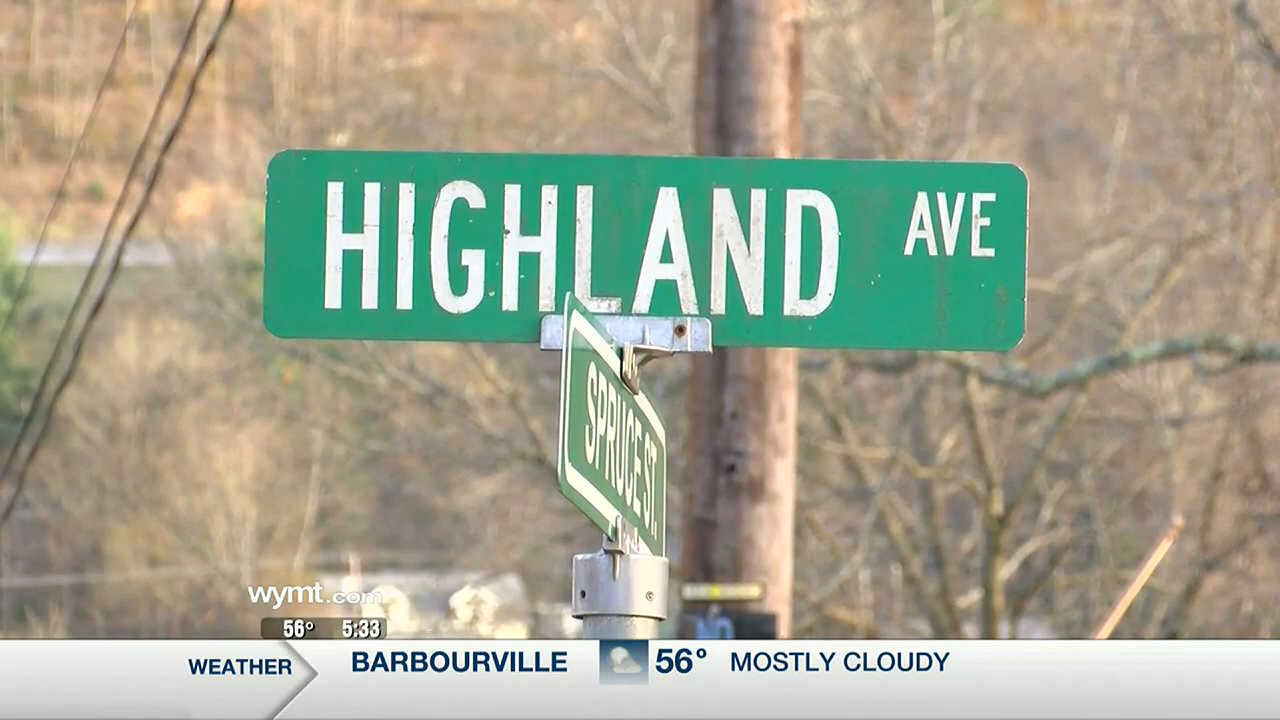 HIGHLAND AVE
SPRUCE ST.
wymt.com
56° 5:33
WEATHER BARBOURVILLE 56° MOSTLY CLOUDY